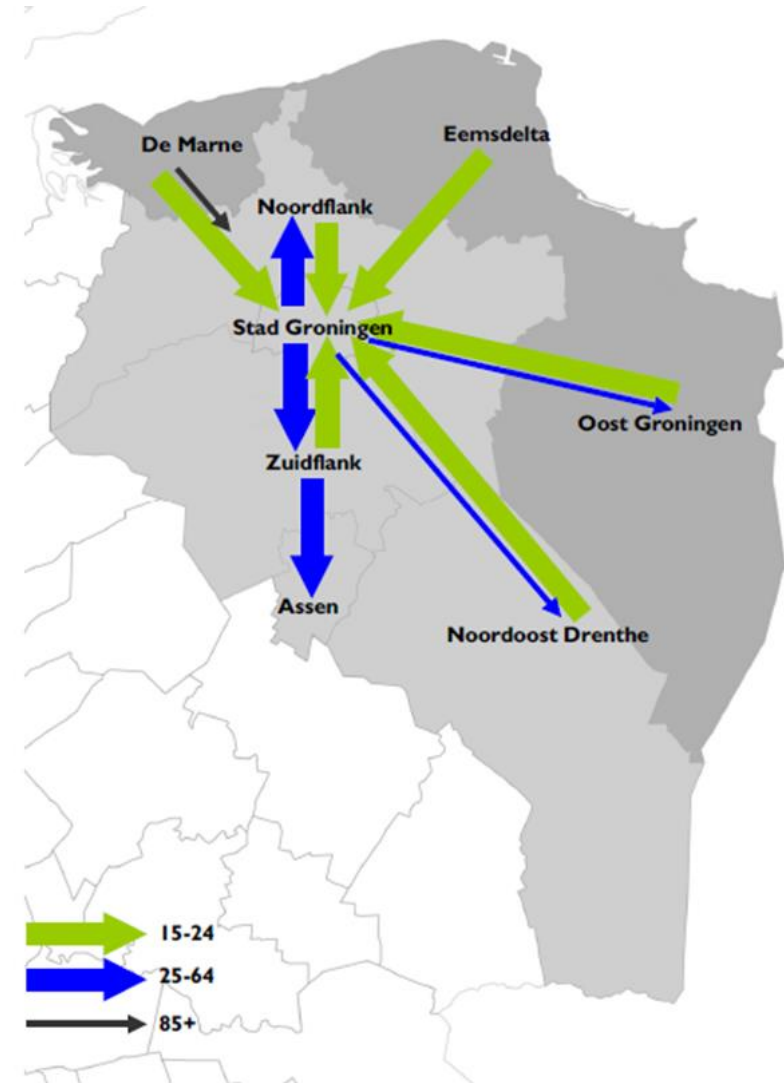 Eemsdelta
De Marne
Noordflank
Stad Groningen
Oost Groningen
Zuidflank
Assen
Noordoost Drenthe
15-24
25-64
85+